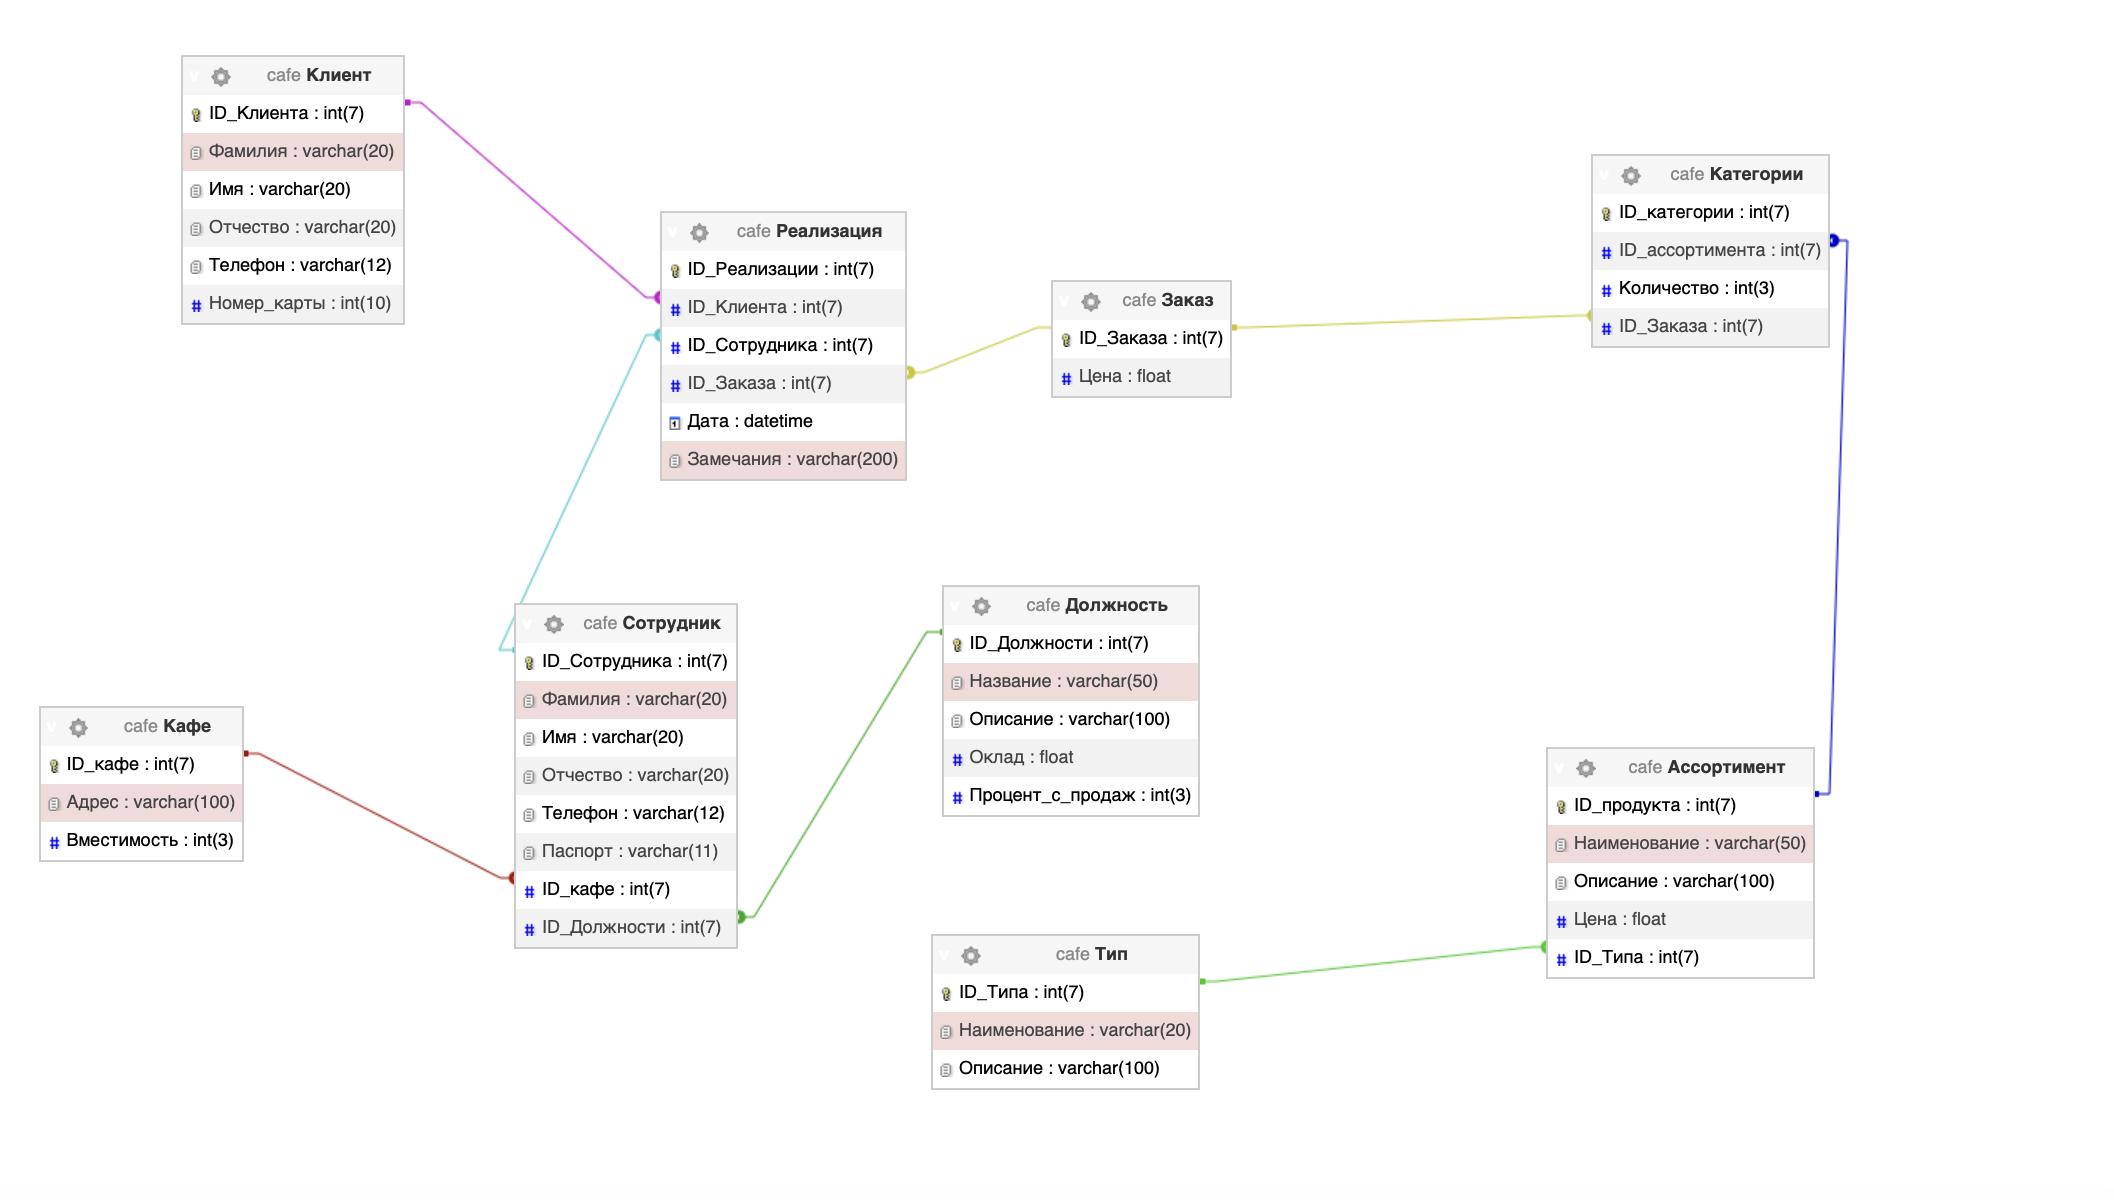 cafe Клиент
ID_Клиента : int(7)
Фамилия : varchar(20)
Имя : varchar(20)
Отчество : varchar(20)
Телефон : varchar(12)
Номер_карты : int(10)
cafe Реализация
ID_Реализации : int(7)
ID_Клиента : int(7)
ID_Сотрудника : int(7)
ID_Заказа : int(7)
Дата : datetime
Замечания : varchar(200)
cafe Заказ
ID_Заказа : int(7)
Цена : float
cafe Категории
ID_категории : int(7)
ID_ассортимента : int(7)
Количество : int(3)
ID_Заказа : int(7)
cafe Кафе
ID_кафе : int(7)
Адрес : varchar(100)
Вместимость : int(3)
cafe Сотрудник
ID_Сотрудника : int(7)
Фамилия : varchar(20)
Имя : varchar(20)
Отчество : varchar(20)
Телефон : varchar(12)
Паспорт : varchar(11)
ID_кафе : int(7)
ID_Должности : int(7)
cafe Должность
ID_Должности : int(7)
Название : varchar(50)
Описание : varchar(100)
Оклад : float
Процент_с_продаж : int(3)
cafe Тип
ID_Типа : int(7)
Наименование : varchar(20)
Описание : varchar(100)
cafe Ассортимент
ID_продукта : int(7)
Наименование : varchar(50)
Описание : varchar(100)
Цена : float
ID_Типа : int(7)